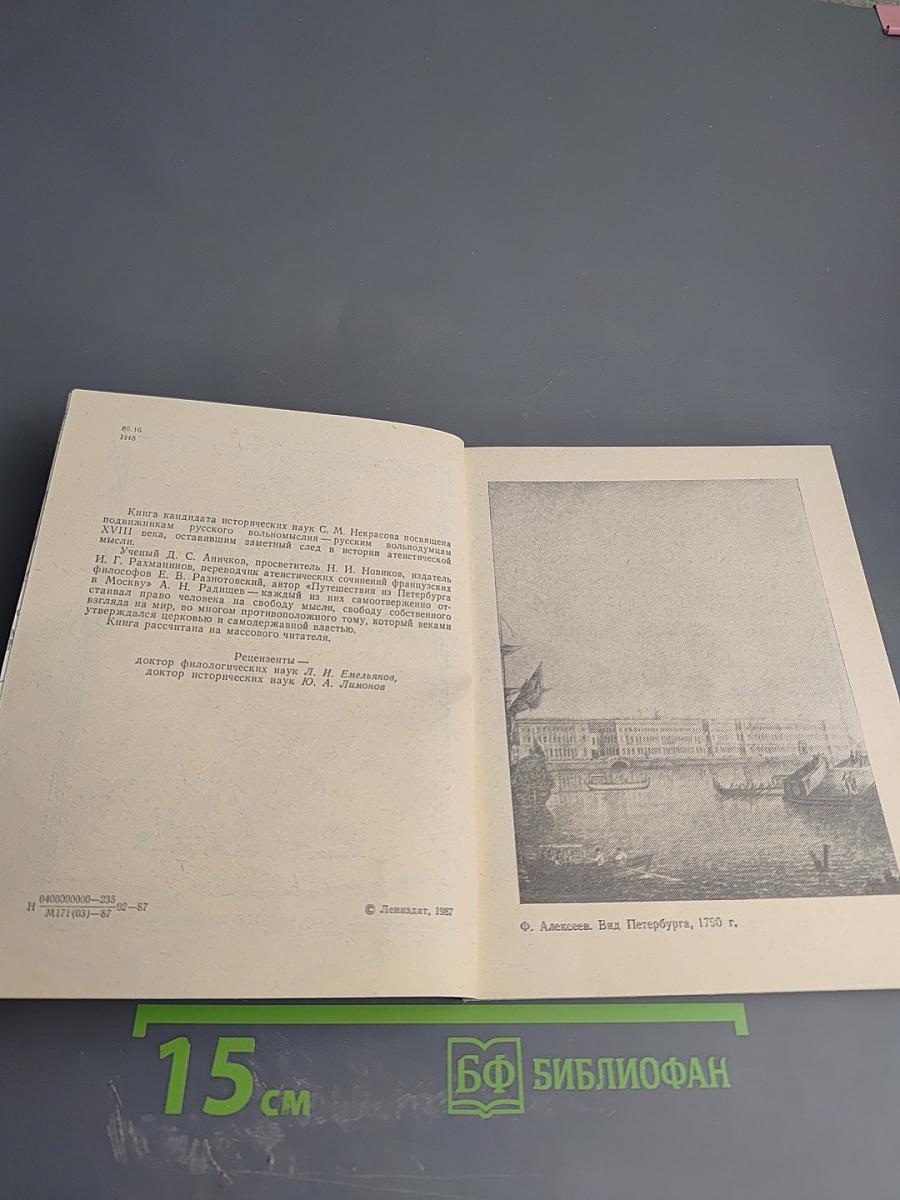 86.16
Н48
Книга кандидата исторических наук С. М. Некрасова посвящена
подвижникам русского вольномыслия — русским вольнодумцам
XVIII века, оставившим заметный след в истории атеистической
мысли.
Ученый Д. С. Аничков, просветитель Н. И. Новиков, издатель
И. Г. Рахманинов, переводчик атеистических сочинений французских
философов Е. В. Разнотовский, автор «Путешествия из Петербурга
в Москву» А. Н. Радищев — каждый из них самоотверженно от-
стаивал право человека на свободу мысли, свободу собственного
взгляда на мир, во многом противоположного тому, который веками
утверждался церковью и самодержавной властью.
Книга рассчитана на массового читателя.
Рецензенты —
доктор филологических наук Л. И. Емельянов,
доктор исторических наук Ю. А. Лимонов
Н 0400000000—235 92—87
М171(03)—87
© Лениздат, 1987
Ф. Алексеев. Вид Петербурга, 1790 г.
15 см
БФ БИБЛИОФАН